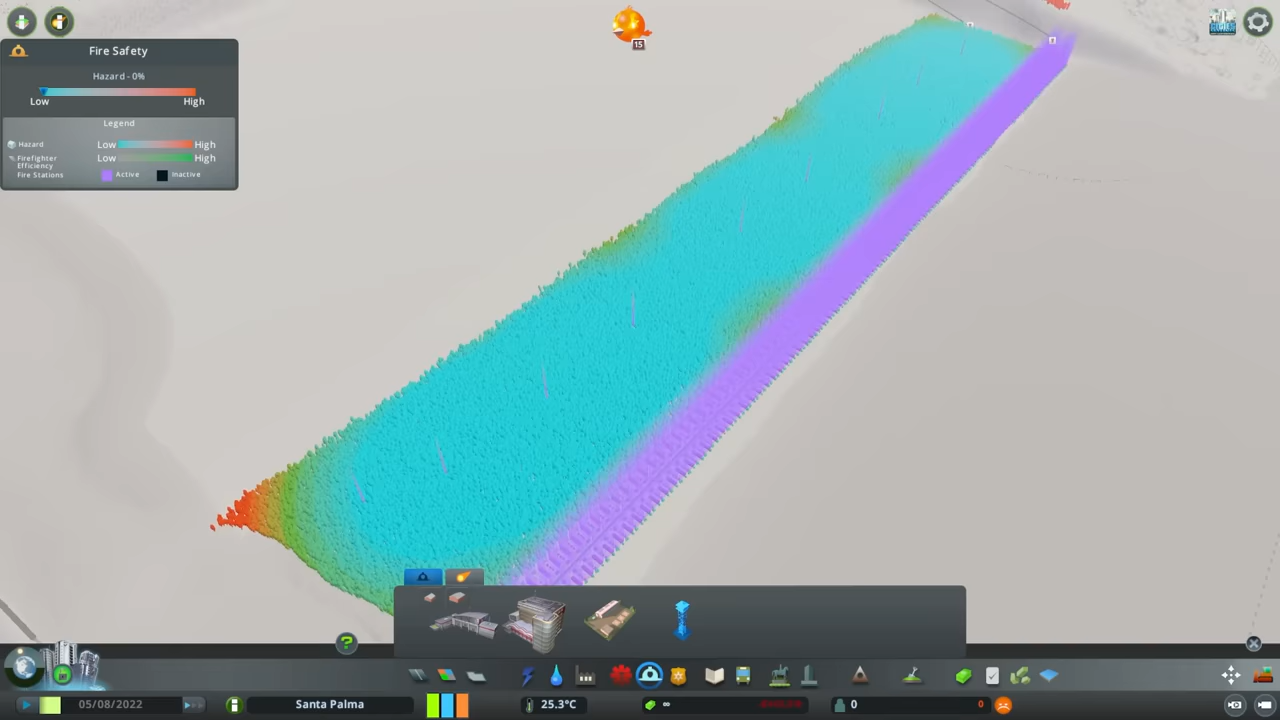 15
Fire Safety
Hazard - 0%
Low High
Legend
Hazard Low High
Firefighter Efficiency Low High
Fire Stations Active Inactive
?
05/08/2022 Santa Palma 25.3°C ∞ 0 0